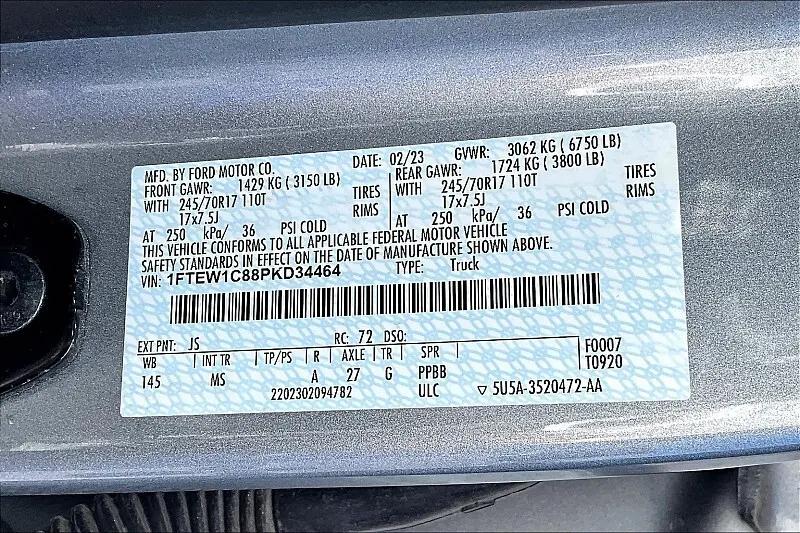 MFD. BY FORD MOTOR CO. DATE: 02/23 GVWR: 3062 KG ( 6750 LB)
FRONT GAWR: 1429 KG ( 3150 LB) REAR GAWR: 1724 KG ( 3800 LB)
WITH 245/70R17 110T TIRES WITH 245/70R17 110T TIRES
17x7.5J RIMS 17x7.5J RIMS
AT 250 kPa/ 36 PSI COLD AT 250 kPa/ 36 PSI COLD
THIS VEHICLE CONFORMS TO ALL APPLICABLE FEDERAL MOTOR VEHICLE
SAFETY STANDARDS IN EFFECT ON THE DATE OF MANUFACTURE SHOWN ABOVE.
VIN: 1FTEW1C88PKD34464 TYPE: Truck
EXT PNT: JS RC: 72 DSO:
WB INT TR TP/PS R AXLE TR SPR F0007
145 MS A 27 G PPBB T0920
2202302094782 ULC ▽ 5U5A-3520472-AA